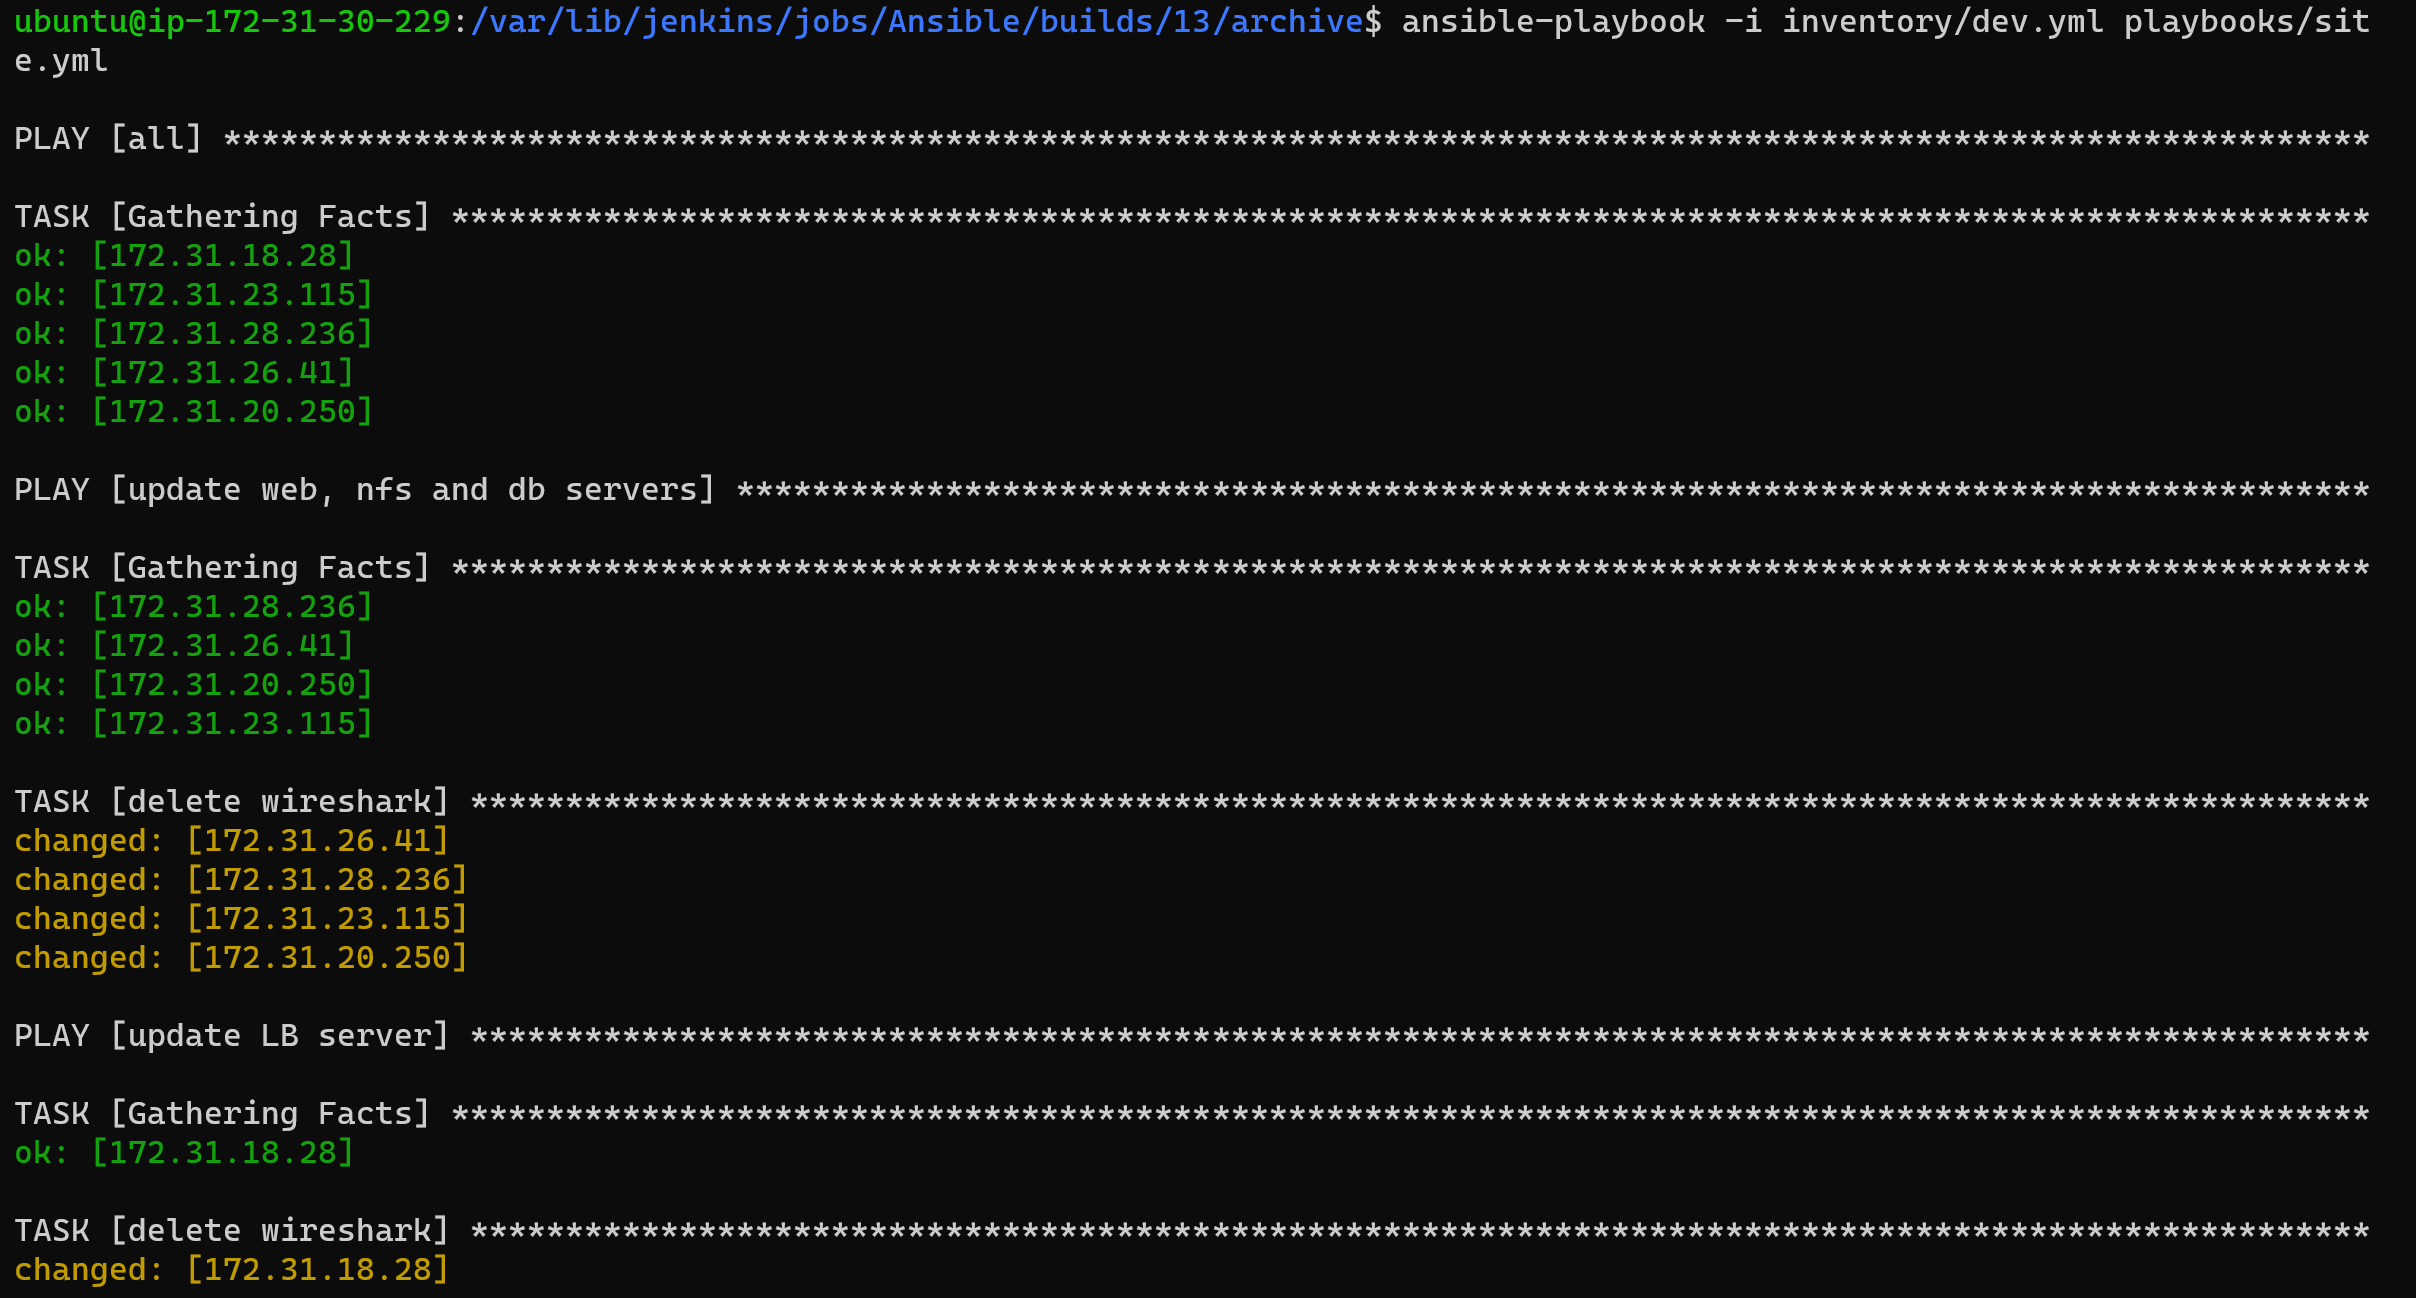 ubuntu@ip-172-31-30-229:/var/lib/jenkins/jobs/Ansible/builds/13/archive$ ansible-playbook -i inventory/dev.yml playbooks/sit
e.yml
PLAY [all] *****************************************************************************************************************
TASK [Gathering Facts] *****************************************************************************************************
ok: [172.31.18.28]
ok: [172.31.23.115]
ok: [172.31.28.236]
ok: [172.31.26.41]
ok: [172.31.20.250]
PLAY [update web, nfs and db servers] **************************************************************************************
TASK [Gathering Facts] *****************************************************************************************************
ok: [172.31.28.236]
ok: [172.31.26.41]
ok: [172.31.20.250]
ok: [172.31.23.115]
TASK [delete wireshark] ****************************************************************************************************
changed: [172.31.26.41]
changed: [172.31.28.236]
changed: [172.31.23.115]
changed: [172.31.20.250]
PLAY [update LB server] ****************************************************************************************************
TASK [Gathering Facts] *****************************************************************************************************
ok: [172.31.18.28]
TASK [delete wireshark] ****************************************************************************************************
changed: [172.31.18.28]